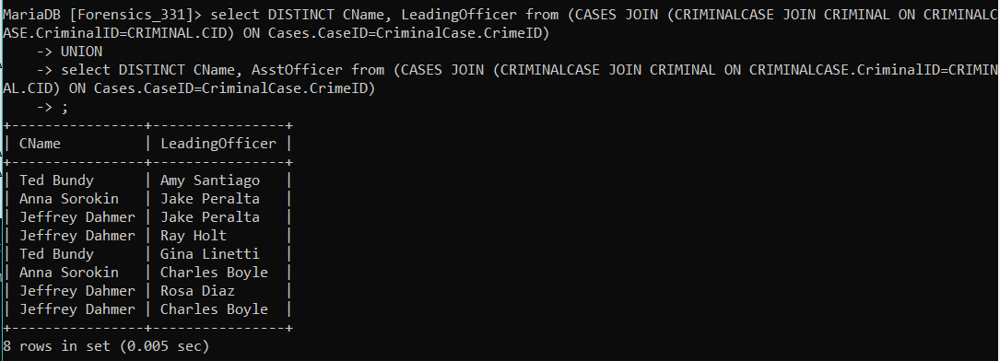 MariaDB [Forensics_331]> select DISTINCT CName, LeadingOfficer from (CASES JOIN (CRIMINALCASE JOIN CRIMINAL ON CRIMINALC
ASE.CriminalID=CRIMINAL.CID) ON Cases.CaseID=CriminalCase.CrimeID)
    -> UNION
    -> select DISTINCT CName, AsstOfficer from (CASES JOIN (CRIMINALCASE JOIN CRIMINAL ON CRIMINALCASE.CriminalID=CRIMIN
AL.CID) ON Cases.CaseID=CriminalCase.CrimeID)
    -> ;
+----------------+----------------+
| CName          | LeadingOfficer |
+----------------+----------------+
| Ted Bundy      | Amy Santiago   |
| Anna Sorokin   | Jake Peralta   |
| Jeffrey Dahmer | Jake Peralta   |
| Jeffrey Dahmer | Ray Holt       |
| Ted Bundy      | Gina Linetti   |
| Anna Sorokin   | Charles Boyle  |
| Jeffrey Dahmer | Rosa Diaz      |
| Jeffrey Dahmer | Charles Boyle  |
+----------------+----------------+
8 rows in set (0.005 sec)